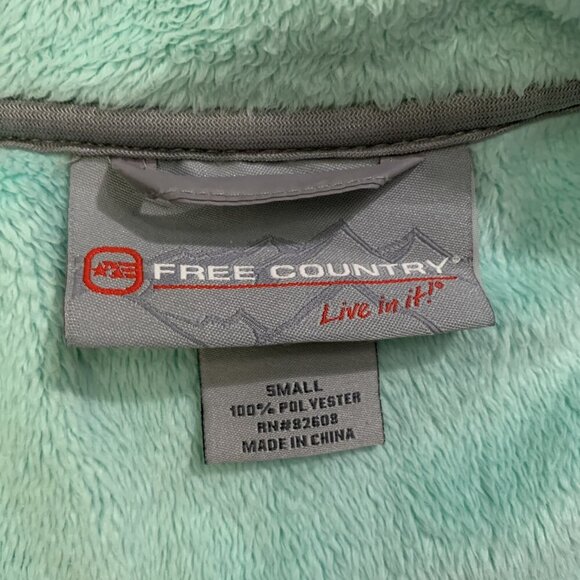 FREE COUNTRY®
Live in it!®
SMALL
100% POLYESTER
RN#82608
MADE IN CHINA